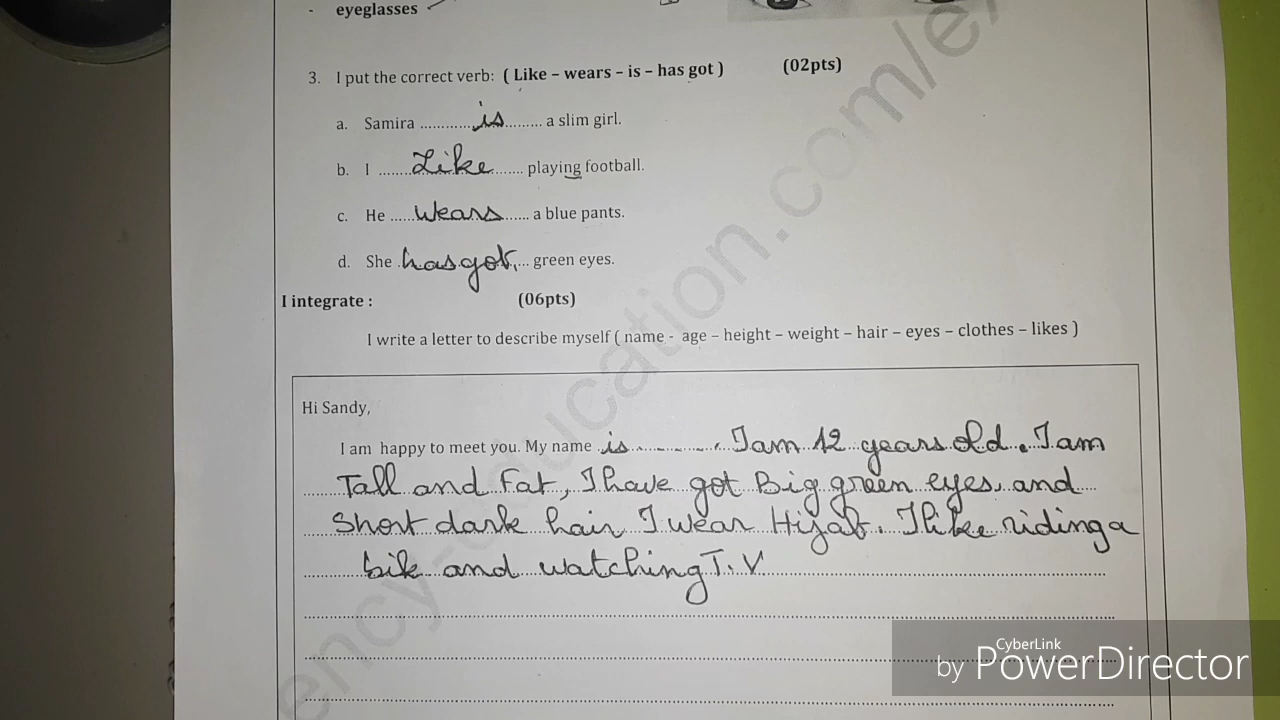 - eyeglasses
3. I put the correct verb: ( Like – wears – is – has got ) (02pts)
a. Samira ............is......... a slim girl.
b. I ........Like........ playing football.
c. He ......wears...... a blue pants.
d. She .has got,... green eyes.
I integrate : (06pts)
I write a letter to describe myself ( name - age – height – weight – hair – eyes – clothes – likes )
Hi Sandy,
I am happy to meet you. My name .is.........., I am 12 years old. I am
Tall and Fat, I have got Big green eyes, and
Short dark hair I wear Hijab. I like riding a
bik and watching T.V
ency-education.com/e
CyberLink
by PowerDirector